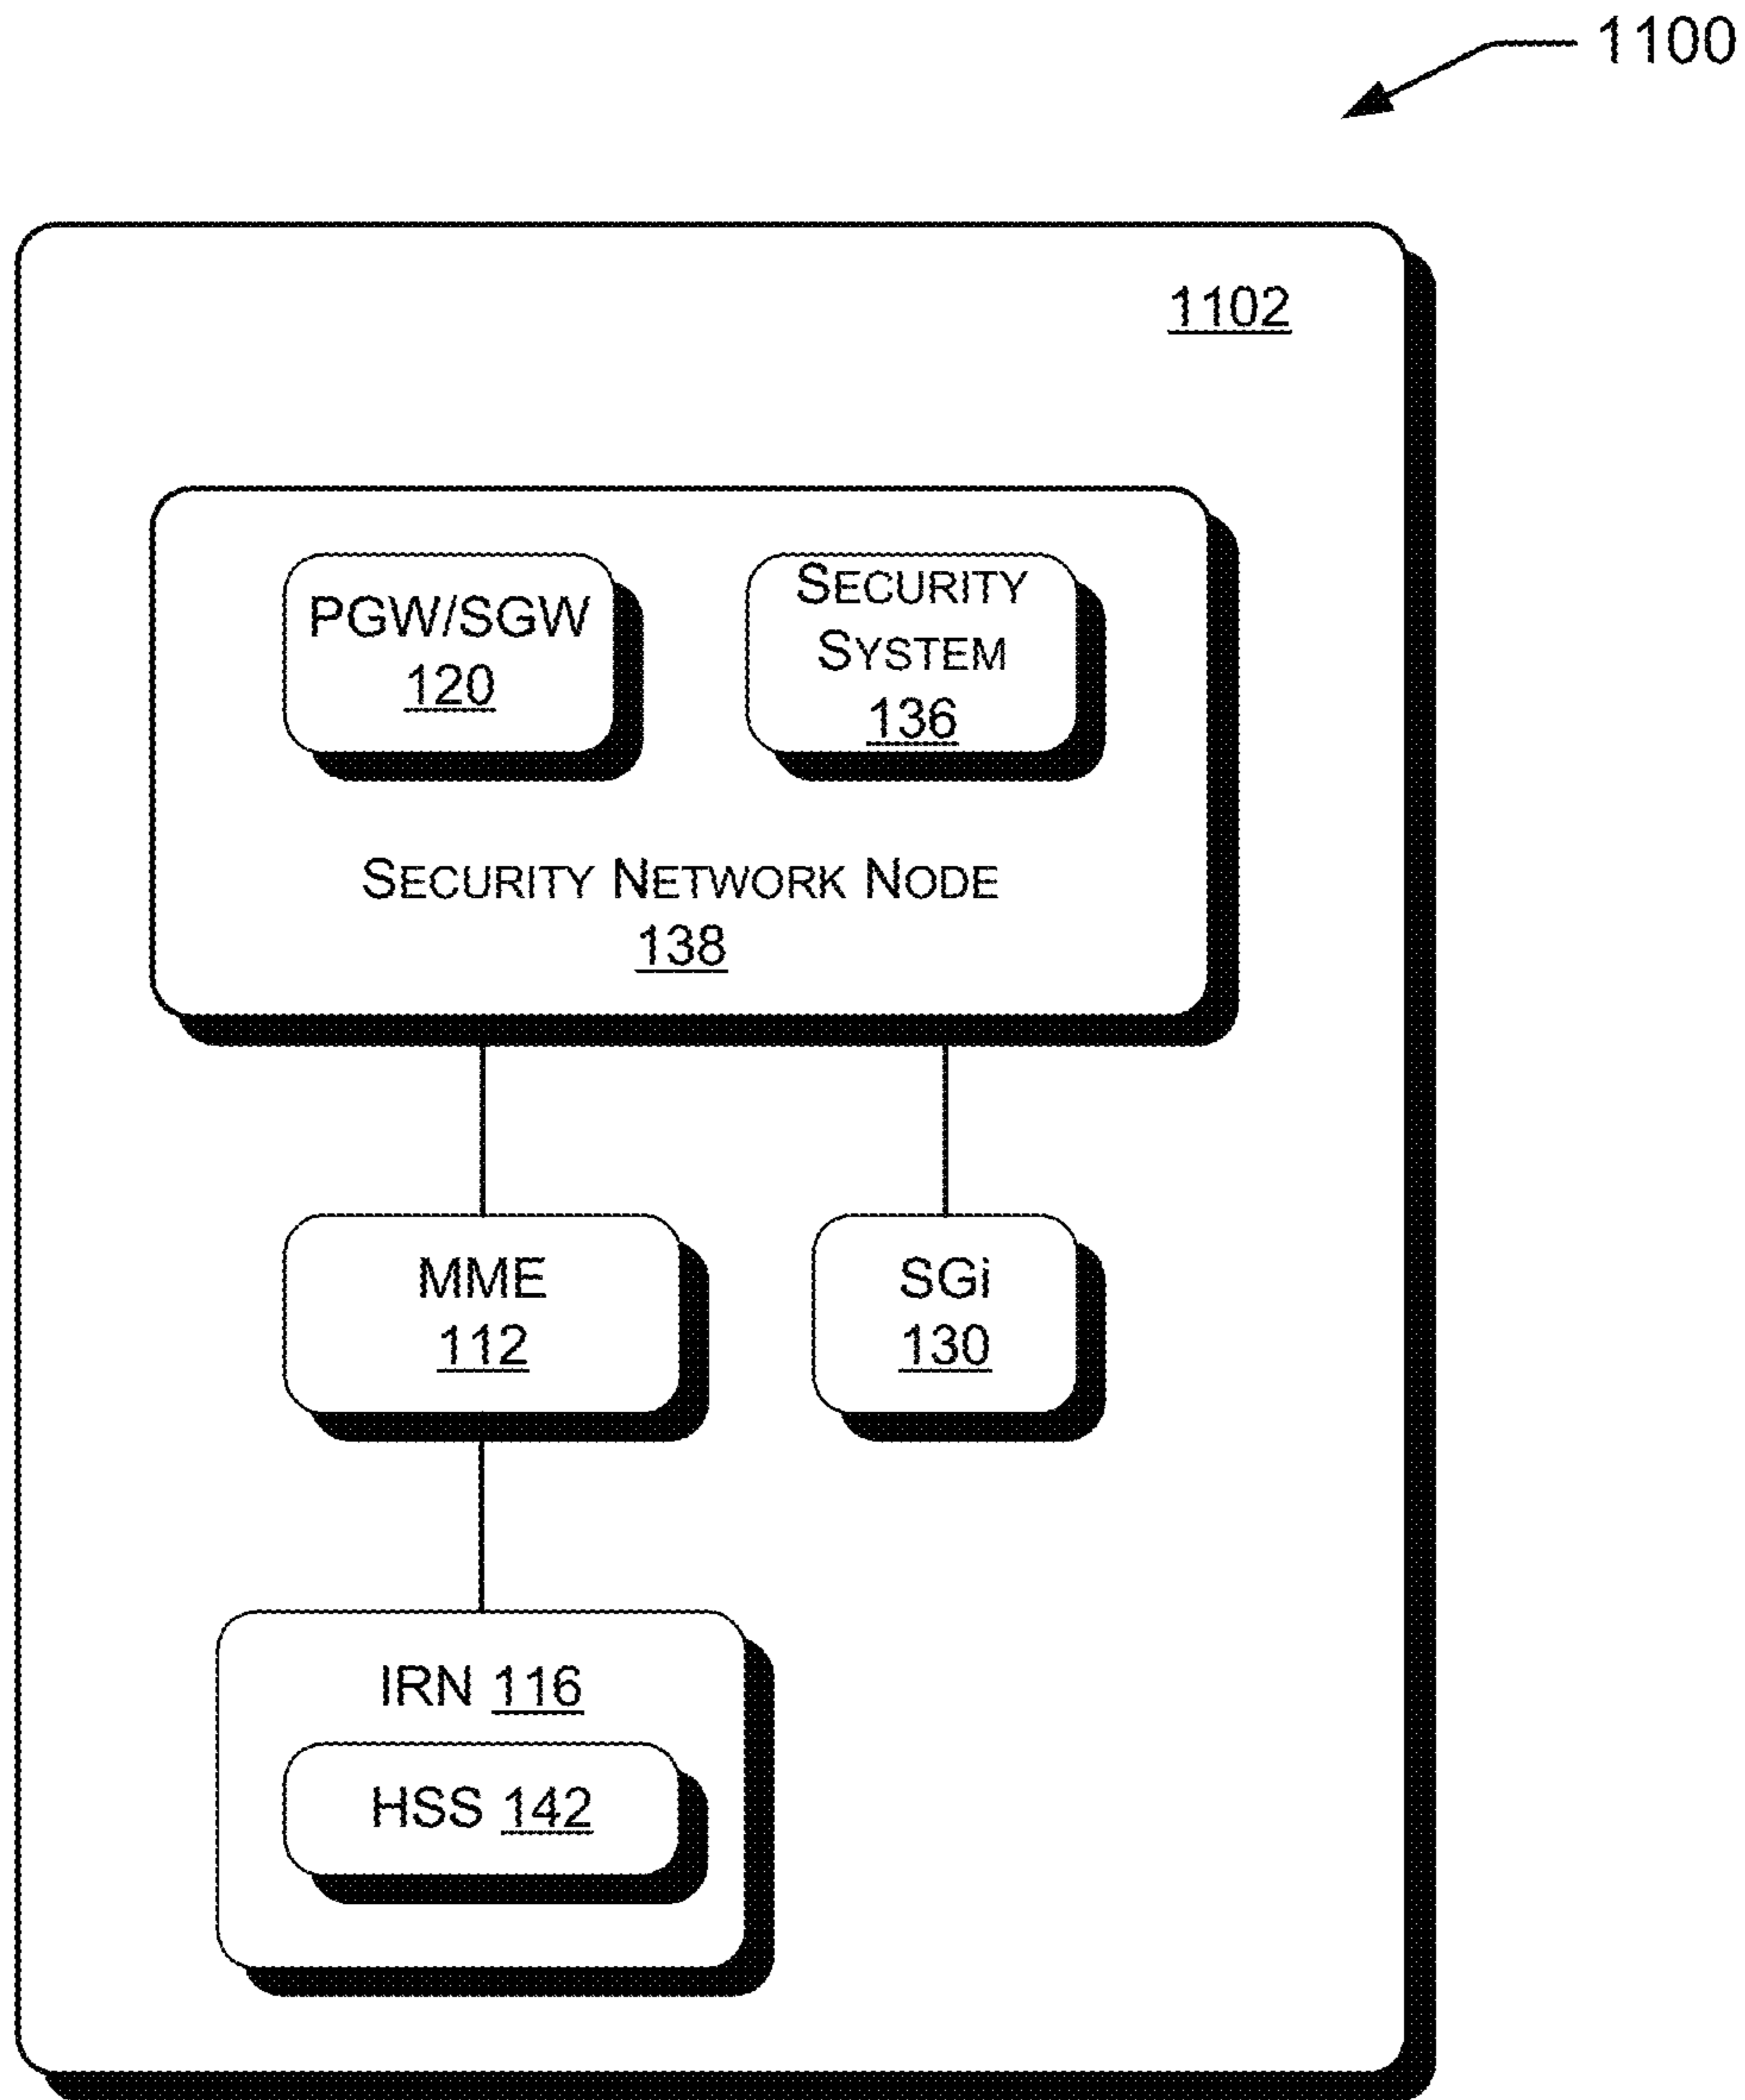 1100
1102
PGW/SGW
120
SECURITY
SYSTEM
136
SECURITY NETWORK NODE
138
MME
112
SGi
130
IRN 116
HSS 142